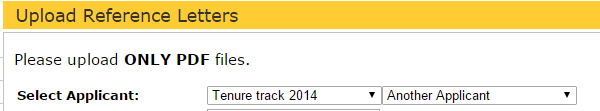 Upload Reference Letters
Please upload ONLY PDF files.
Select Applicant: Tenure track 2014 Another Applicant